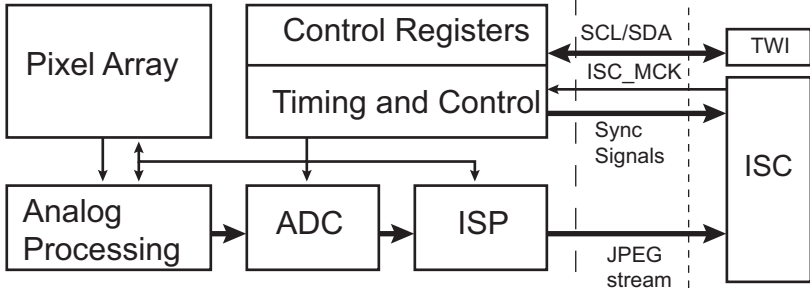 Control Registers
SCL/SDA
TWI
Pixel Array
ISC_MCK
Timing and Control
Sync
Signals
ISC
Analog
Processing
ADC
ISP
JPEG
stream